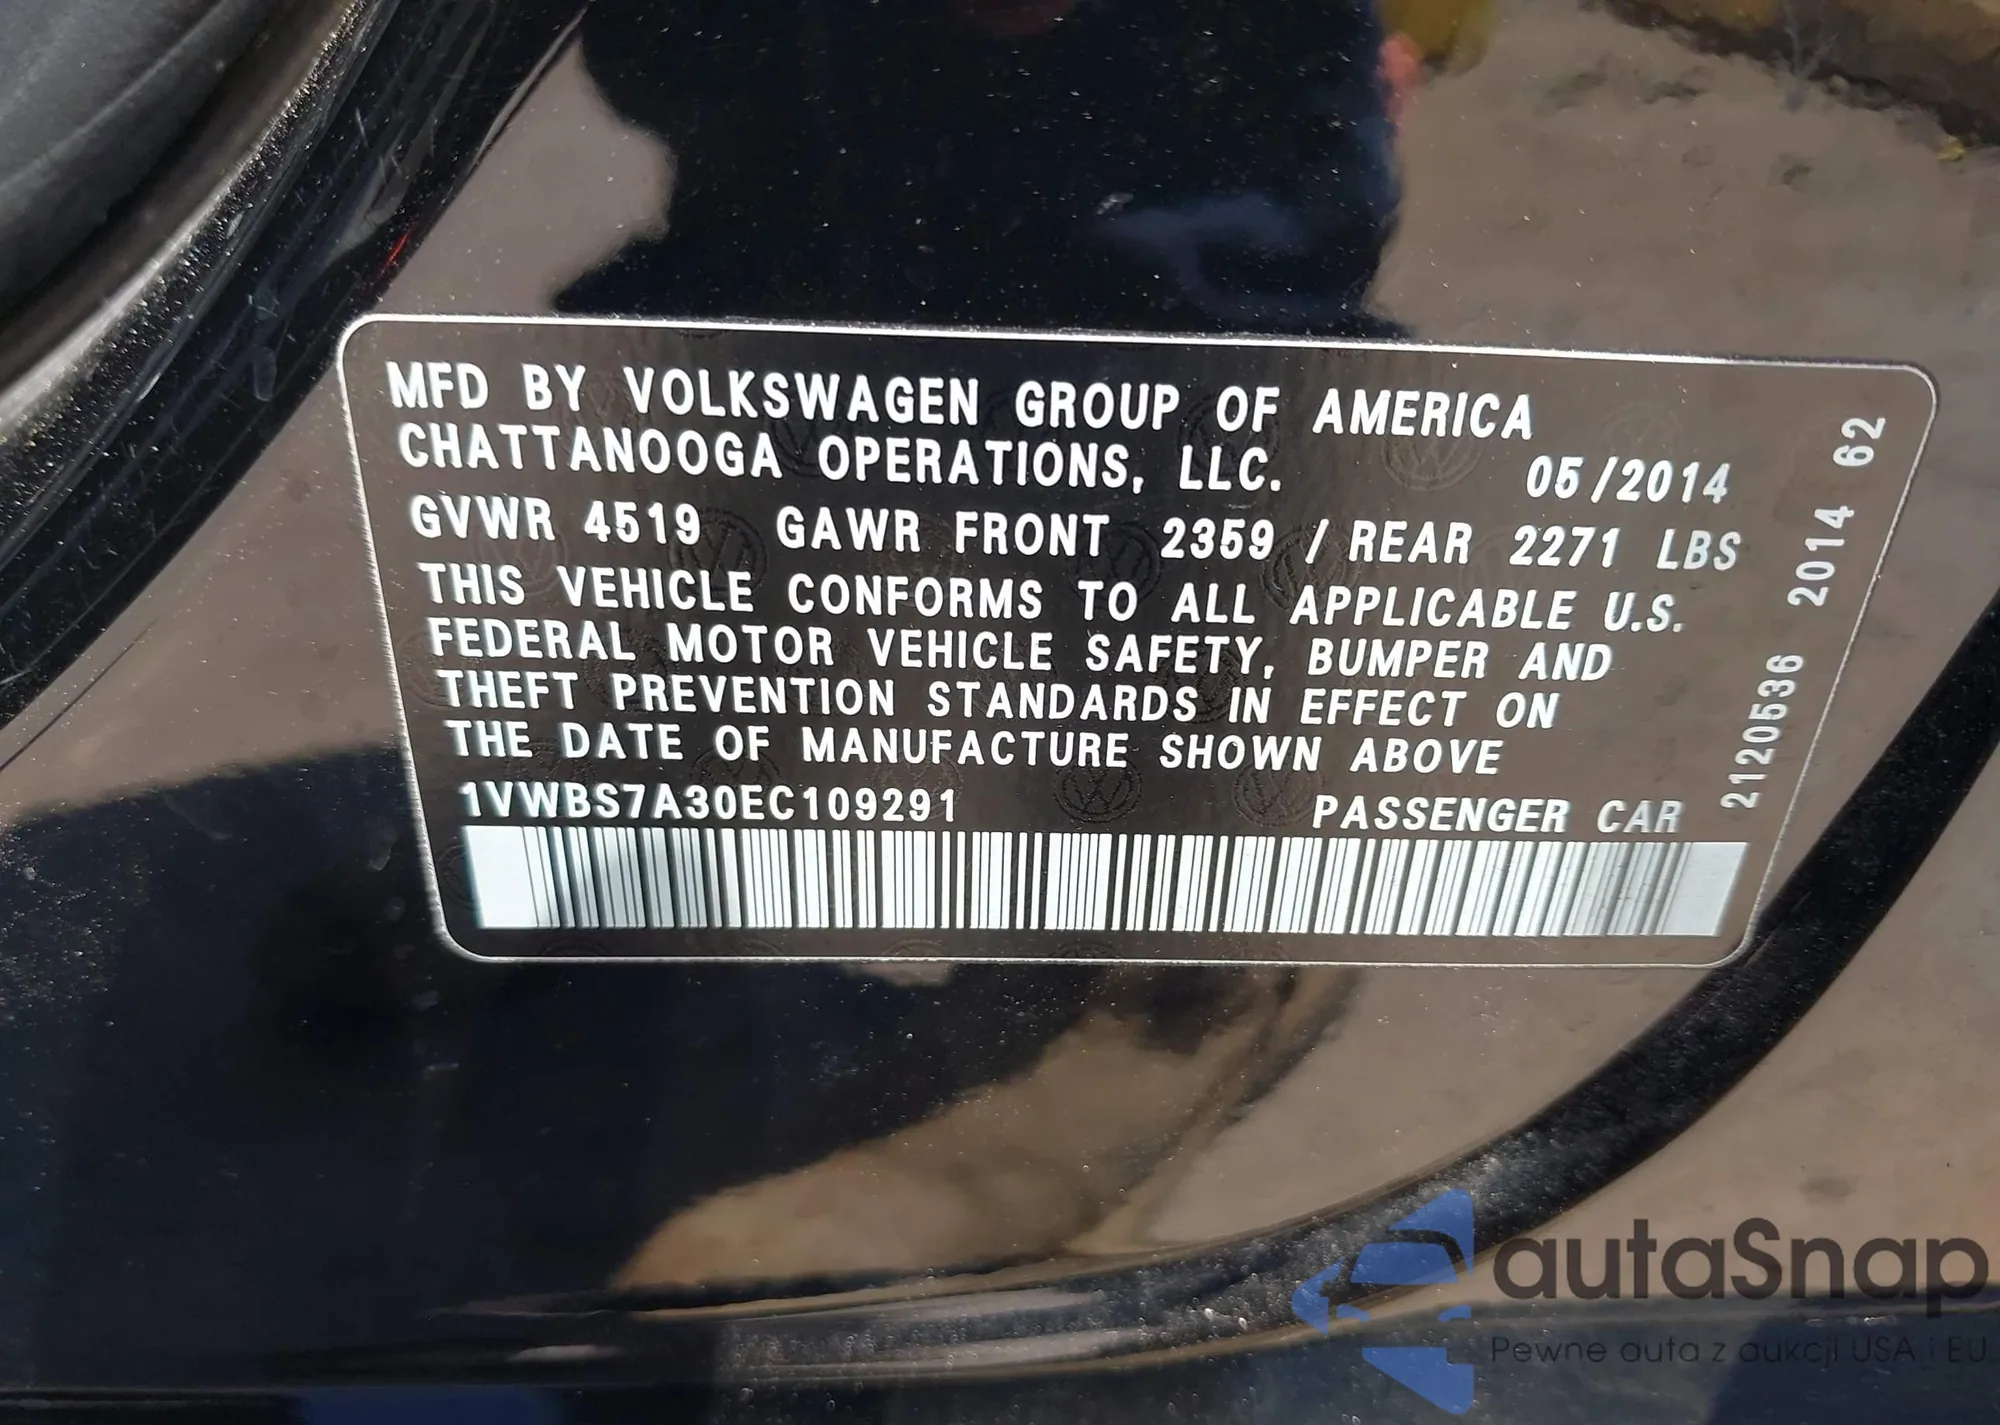 MFD BY VOLKSWAGEN GROUP OF AMERICA
CHATTANOOGA OPERATIONS, LLC. 05/2014
GVWR 4519 GAWR FRONT 2359 / REAR 2271 LBS
THIS VEHICLE CONFORMS TO ALL APPLICABLE U.S.
FEDERAL MOTOR VEHICLE SAFETY, BUMPER AND
THEFT PREVENTION STANDARDS IN EFFECT ON
THE DATE OF MANUFACTURE SHOWN ABOVE
1VWBS7A30EC109291 PASSENGER CAR
2120536 2014 62
autaSnap
Pewne auta z aukcji USA i EU